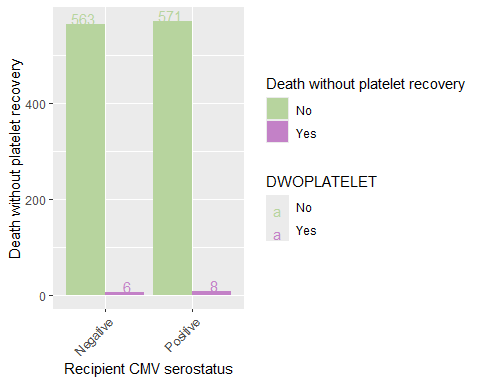 563
571
6
8
Death without platelet recovery
400
200
0
Negative
Positive
Recipient CMV serostatus
Death without platelet recovery
No
Yes
DWOPLATELET
a No
a Yes